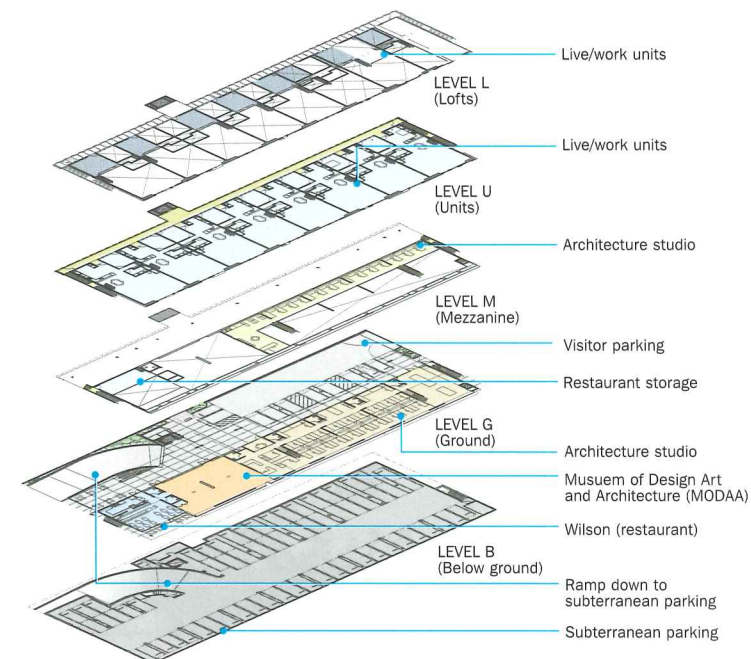 Live/work units
LEVEL L
(Lofts)
Live/work units
LEVEL U
(Units)
Architecture studio
LEVEL M
(Mezzanine)
Visitor parking
Restaurant storage
LEVEL G
(Ground)
Architecture studio
Musuem of Design Art
and Architecture (MODAA)
Wilson (restaurant)
LEVEL B
(Below ground)
Ramp down to
subterranean parking
Subterranean parking